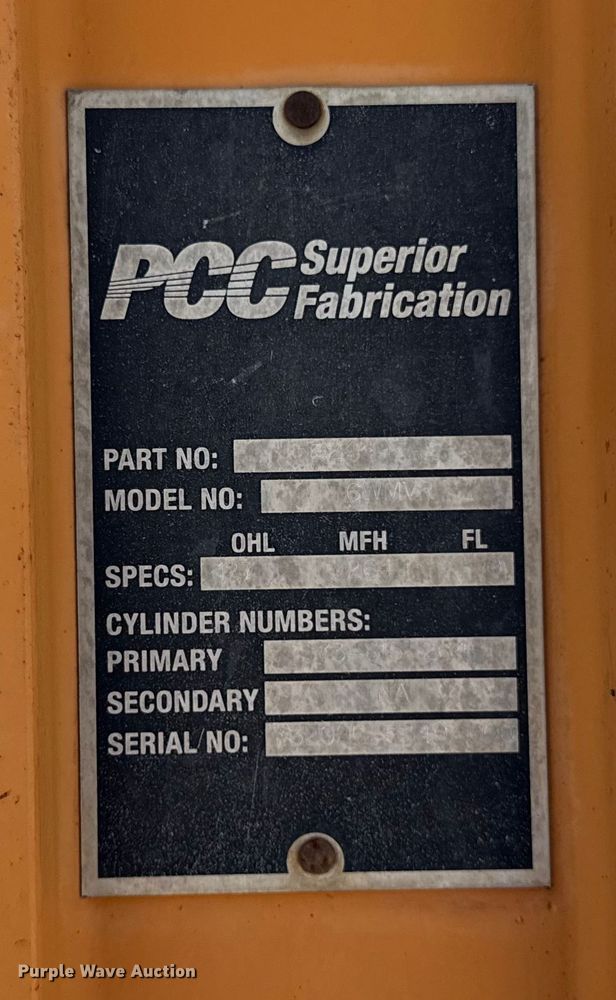 PCC Superior Fabrication
PART NO:
MODEL NO:
OHL MFH FL
SPECS:
CYLINDER NUMBERS:
PRIMARY
SECONDARY NA
SERIAL NO:
Purple Wave Auction